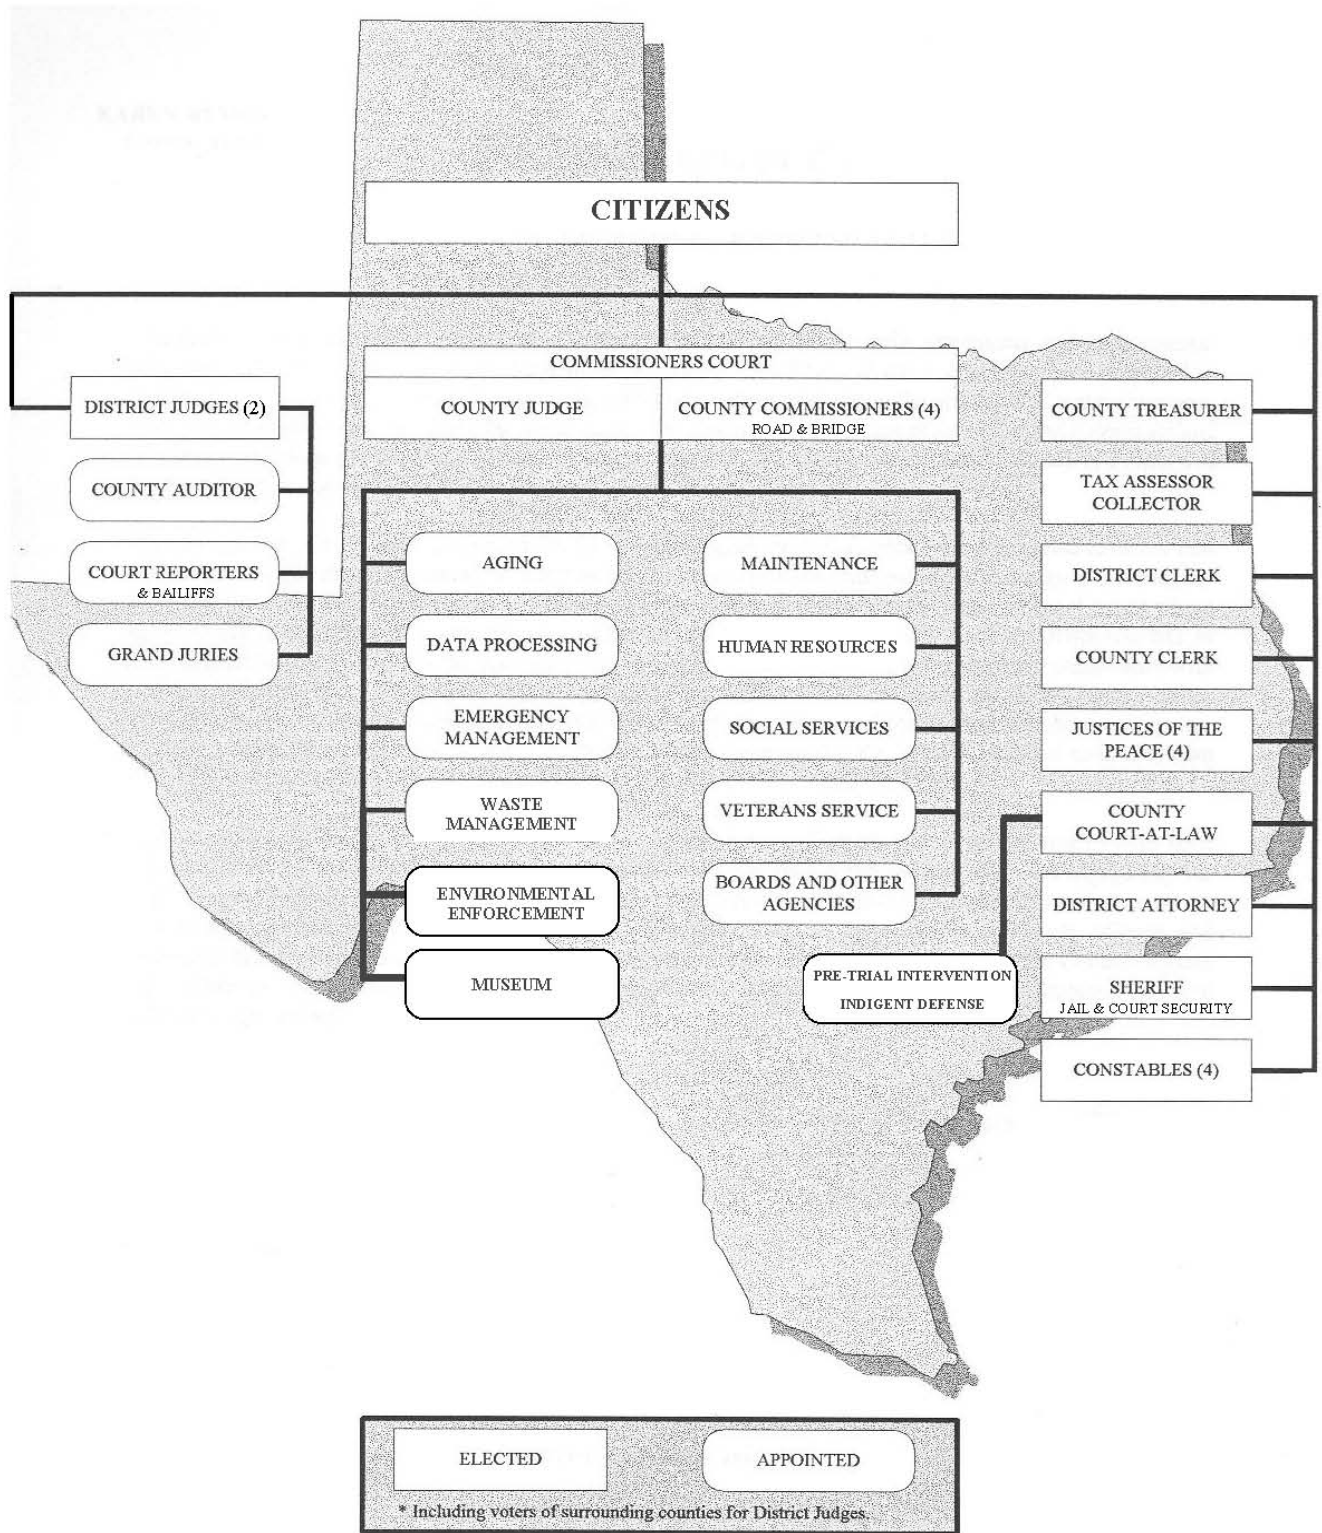 CITIZENS
COMMISSIONERS COURT
COUNTY JUDGE
COUNTY COMMISSIONERS (4)
ROAD & BRIDGE
DISTRICT JUDGES (2)
COUNTY AUDITOR
COURT REPORTERS
& BAILIFFS
GRAND JURIES
AGING
DATA PROCESSING
EMERGENCY
MANAGEMENT
WASTE
MANAGEMENT
ENVIRONMENTAL
ENFORCEMENT
MUSEUM
MAINTENANCE
HUMAN RESOURCES
SOCIAL SERVICES
VETERANS SERVICE
BOARDS AND OTHER
AGENCIES
PRE-TRIAL INTERVENTION
INDIGENT DEFENSE
COUNTY TREASURER
TAX ASSESSOR
COLLECTOR
DISTRICT CLERK
COUNTY CLERK
JUSTICES OF THE
PEACE (4)
COUNTY
COURT-AT-LAW
DISTRICT ATTORNEY
SHERIFF
JAIL & COURT SECURITY
CONSTABLES (4)
ELECTED
APPOINTED
* Including voters of surrounding counties for District Judges.